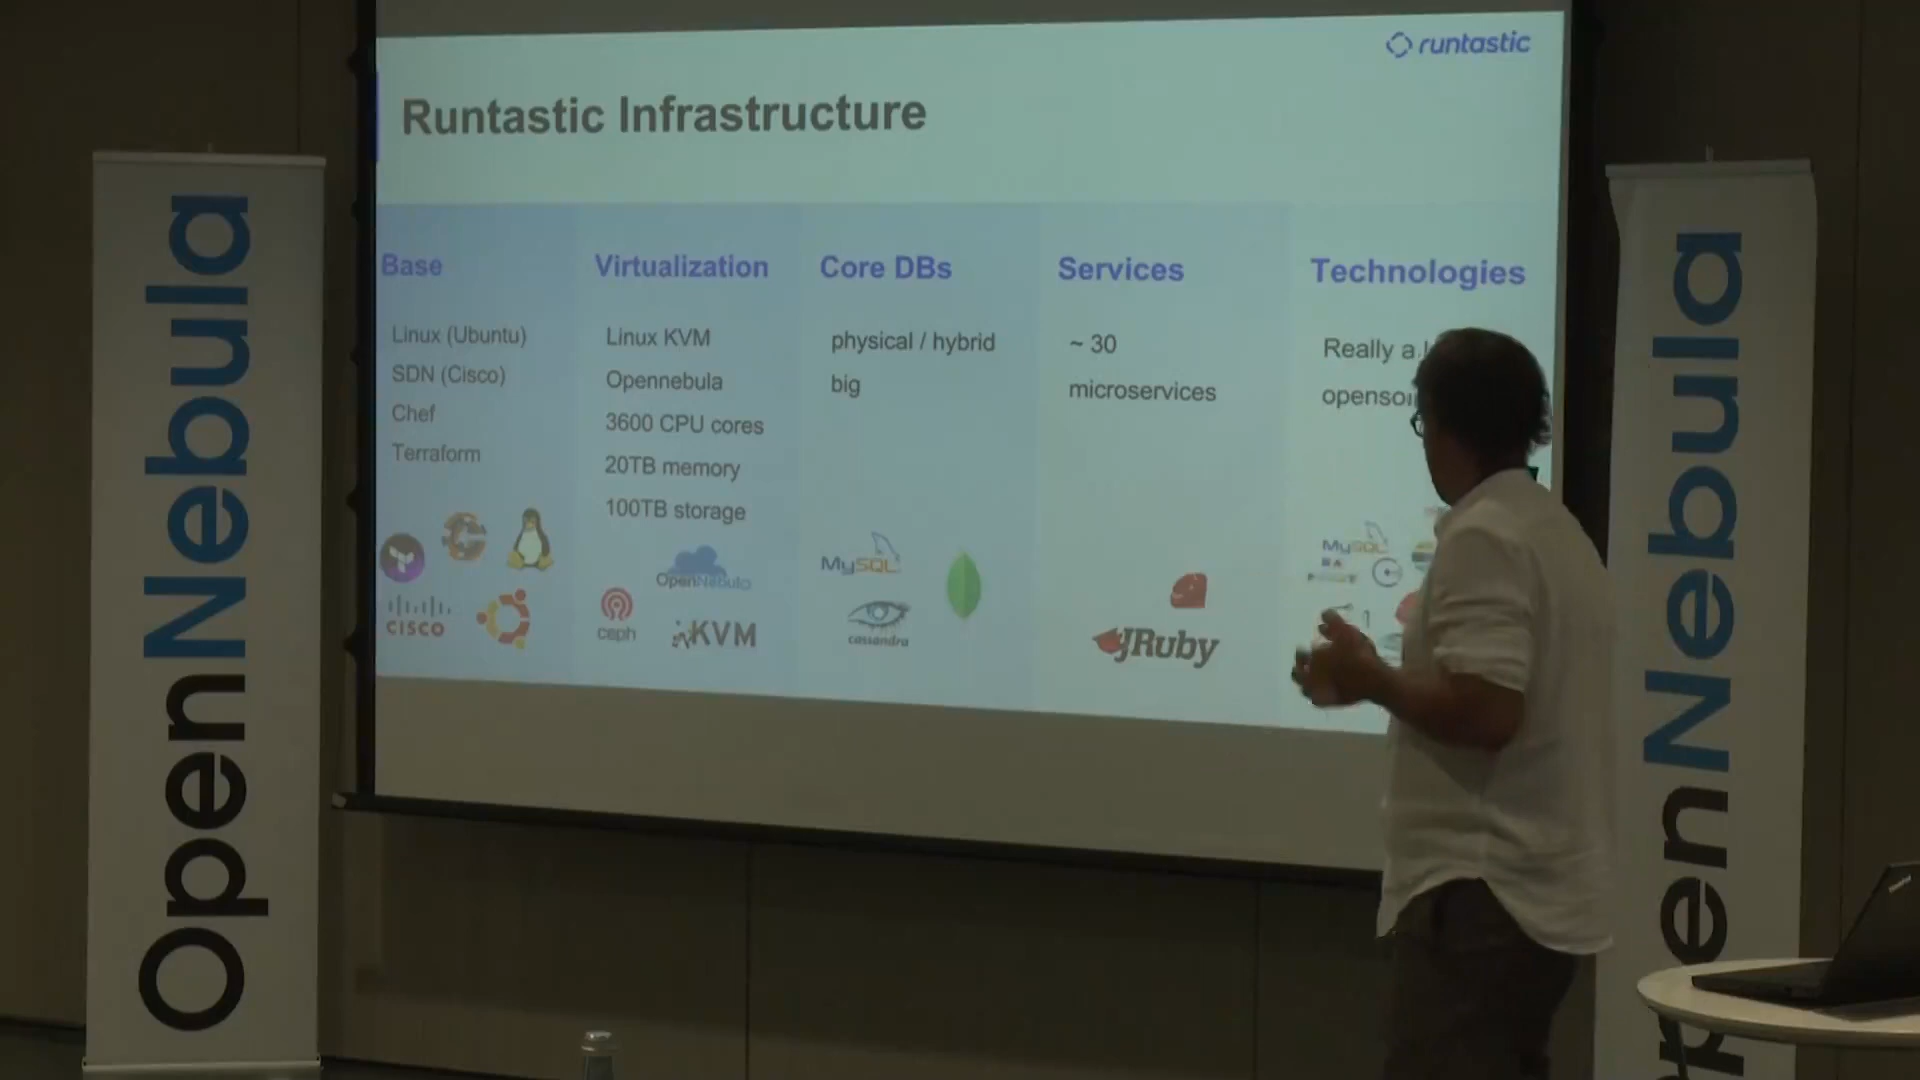 runtastic
Runtastic Infrastructure
Base
Linux (Ubuntu)
SDN (Cisco)
Chef
Terraform
CISCO
Virtualization
Linux KVM
Opennebula
3600 CPU cores
20TB memory
100TB storage
OpenNebula
ceph
KVM
Core DBs
physical / hybrid
big
MySQL
cassandra
Services
~ 30
microservices
JRuby
Technologies
Really a
MySQL
OpenNebula
penNebula